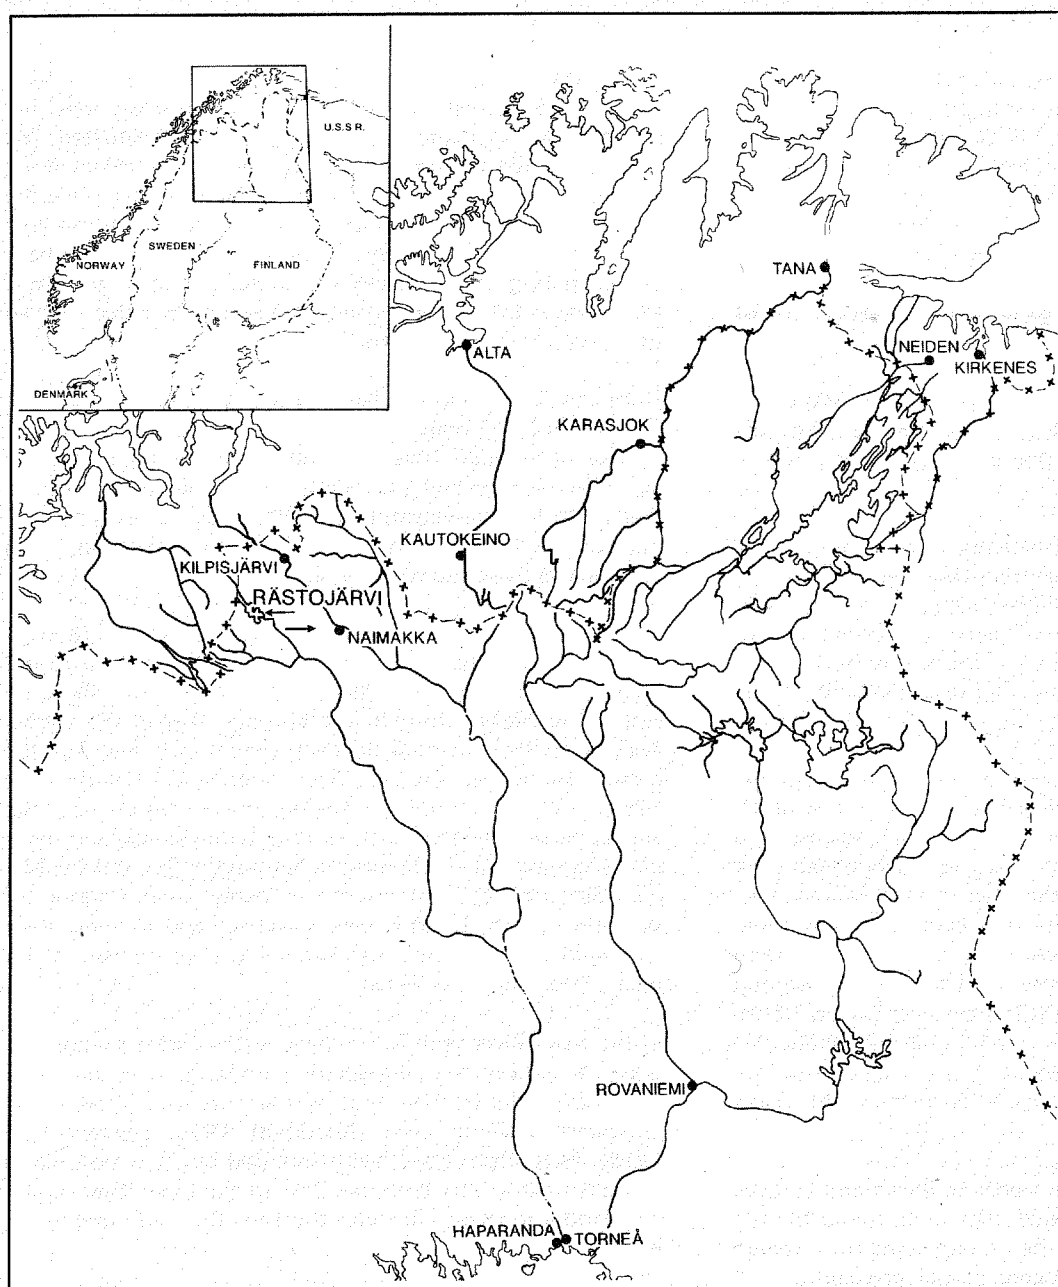 U.S.S.R.
SWEDEN
NORWAY
FINLAND
DENMARK
TANA
ALTA
NEIDEN
KIRKENES
KARASJOK
KAUTOKEINO
KILPISJÄRVI
RÄSTOJÄRVI
NAIMAKKA
ROVANIEMI
HAPARANDA
TORNEÅ